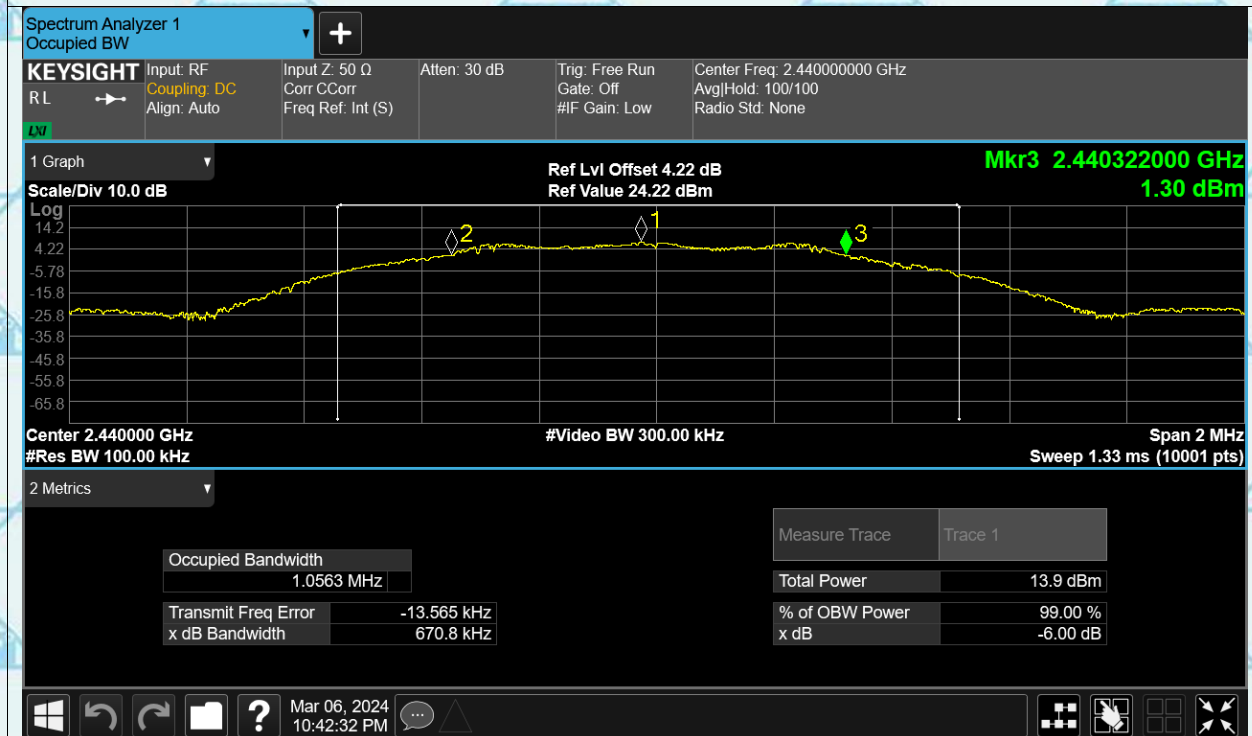 Spectrum Analyzer 1
Occupied BW
+
KEYSIGHT
RL
LXI
Input: RF
Coupling: DC
Align: Auto
Input Z: 50 Ω
Corr CCorr
Freq Ref: Int (S)
Atten: 30 dB
Trig: Free Run
Gate: Off
#IF Gain: Low
Center Freq: 2.440000000 GHz
Avg|Hold: 100/100
Radio Std: None
1 Graph
Scale/Div 10.0 dB
Ref Lvl Offset 4.22 dB
Ref Value 24.22 dBm
Mkr3 2.440322000 GHz
1.30 dBm
Log
14.2
4.22
-5.78
-15.8
-25.8
-35.8
-45.8
-55.8
-65.8
2
1
3
Center 2.440000 GHz
#Video BW 300.00 kHz
Span 2 MHz
#Res BW 100.00 kHz
Sweep 1.33 ms (10001 pts)
2 Metrics
Occupied Bandwidth
1.0563 MHz
Transmit Freq Error -13.565 kHz
x dB Bandwidth 670.8 kHz
Measure Trace Trace 1
Total Power 13.9 dBm
% of OBW Power 99.00 %
x dB -6.00 dB
?
Mar 06, 2024
10:42:32 PM